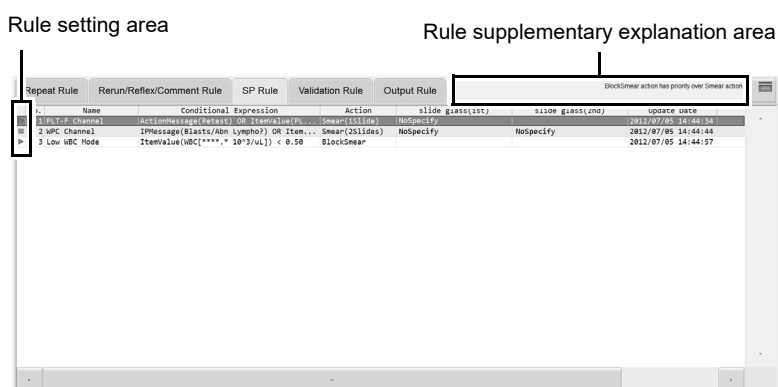 Rule setting area
Rule supplementary explanation area
Repeat Rule Rerun/Reflex/Comment Rule SP Rule Validation Rule Output Rule BlockSmear action has priority over Smear action
Name Conditional Expression Action slide glass(1st) slide glass(2nd) Update Date
1 PLT-F Channel ActionMessage(Retest) OR ItemValue(PL... Smear(1Slide) NoSpecify 2012/07/05 14:44:34
2 WPC Channel IPMessage(Blasts/Abn Lympho?) OR Item... Smear(2Slides) NoSpecify NoSpecify 2012/07/05 14:44:44
3 Low WBC Mode ItemValue(WBC[****.* 10^3/uL]) < 0.50 BlockSmear 2012/07/05 14:44:57